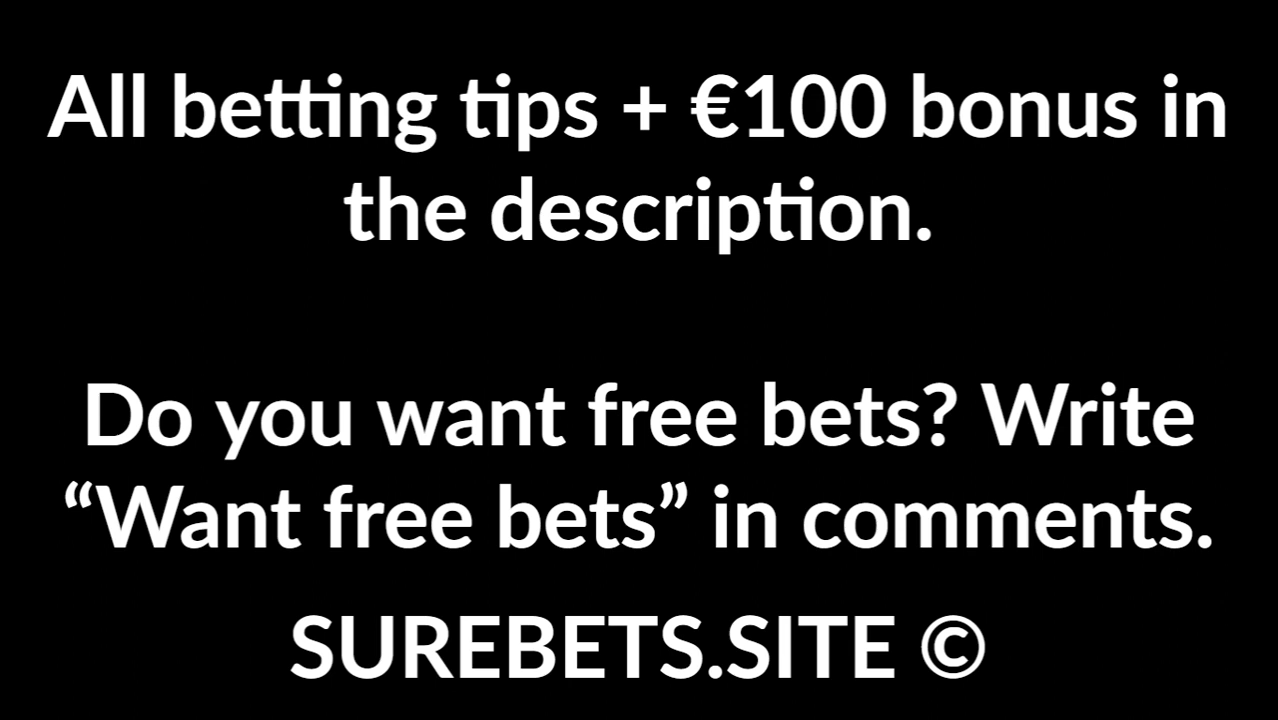 All betting tips + €100 bonus in
the description.
Do you want free bets? Write
“Want free bets” in comments.
SUREBETS.SITE ©